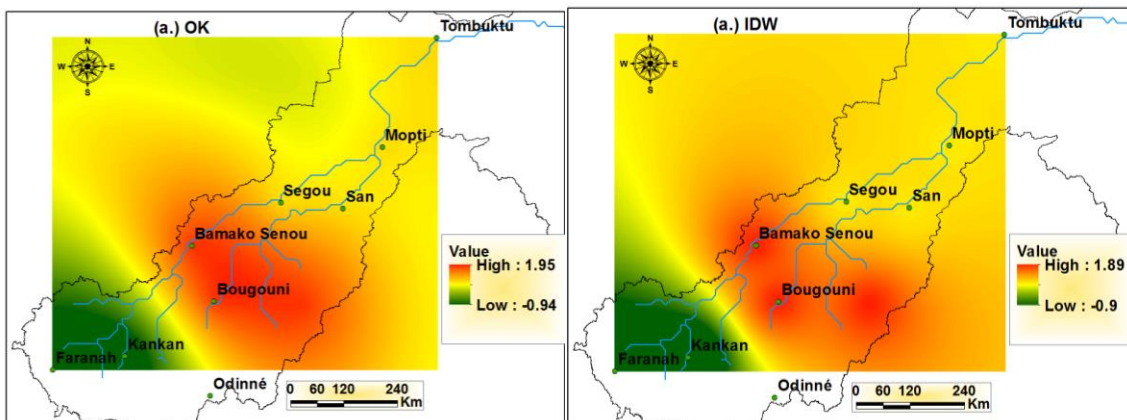 (a.) OK
Tombuktu
N
W E
S
Mopti
Segou
San
Bamako Senou
Value
High : 1.95
Low : -0.94
Bougouni
Kankan
Faranah
Odinné
0 60 120 240
Km
(a.) IDW
Tombuktu
N
W E
S
Mopti
Segou
San
Bamako Senou
Value
High : 1.89
Low : -0.9
Bougouni
Kankan
Faranah
Odinné
0 60 120 240
Km